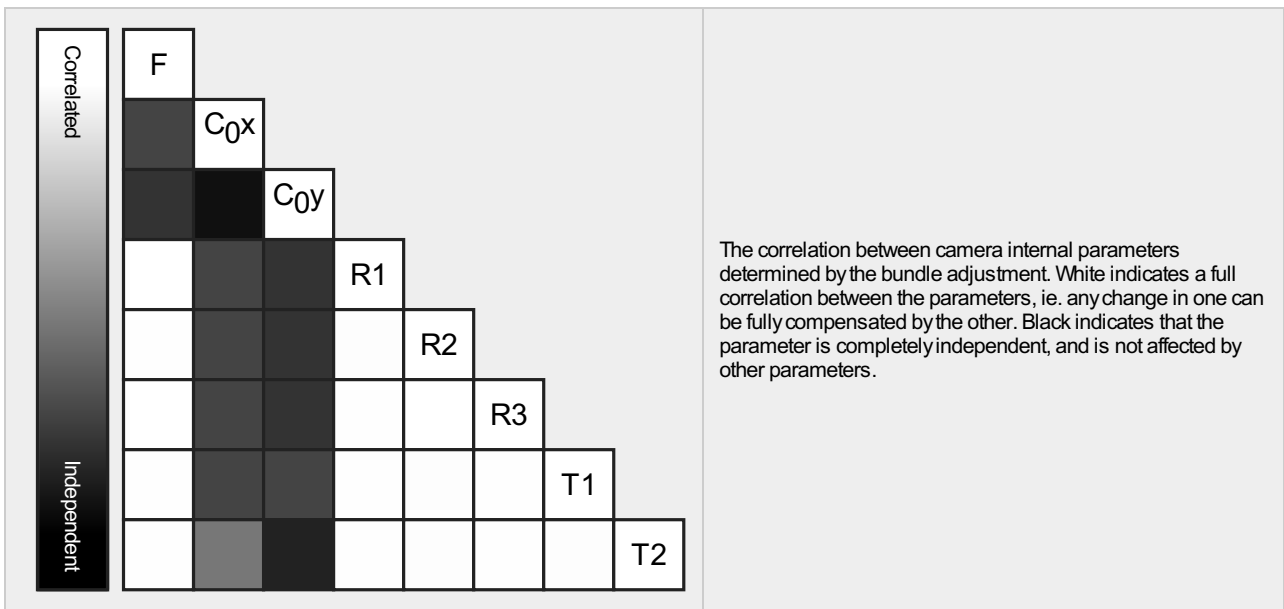 Correlated
Independent
F
C0x
C0y
R1
R2
R3
T1
T2
The correlation between camera internal parameters
determined by the bundle adjustment. White indicates a full
correlation between the parameters, ie. any change in one can
be fully compensated by the other. Black indicates that the
parameter is completely independent, and is not affected by
other parameters.